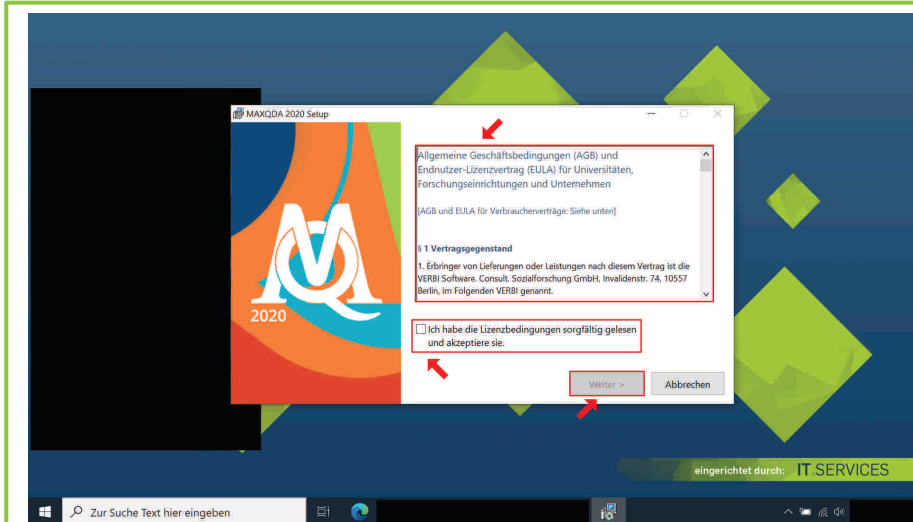 MAXQDA 2020 Setup
Allgemeine Geschäftsbedingungen (AGB) und
Endnutzer-Lizenzvertrag (EULA) für Universitäten,
Forschungseinrichtungen und Unternehmen
[AGB und EULA für Verbraucherverträge: Siehe unten]
§ 1 Vertragsgegenstand
1. Erbringer von Lieferungen oder Leistungen nach diesem Vertrag ist die
VERBI Software. Consult. Sozialforschung GmbH, Invalidenstr. 74, 10557
Berlin, im Folgenden VERBI genannt.
2020
Ich habe die Lizenzbedingungen sorgfältig gelesen
und akzeptiere sie.
Weiter >
Abbrechen
eingerichtet durch: IT.SERVICES
Zur Suche Text hier eingeben